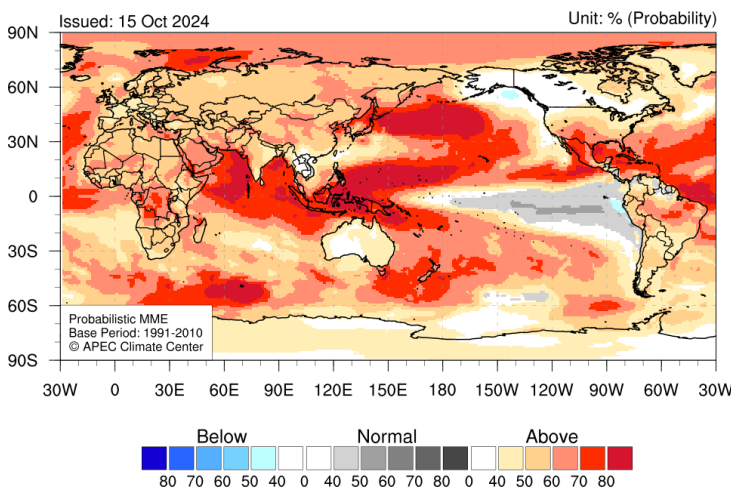 Issued: 15 Oct 2024 Unit: % (Probability)
90N
60N
30N
0
30S
60S
90S
Probabilistic MME
Base Period: 1991-2010
© APEC Climate Center
30W 0 30E 60E 90E 120E 150E 180 150W 120W 90W 60W 30W
Below Normal Above
80 70 60 50 40 0 40 50 60 70 80 0 40 50 60 70 80